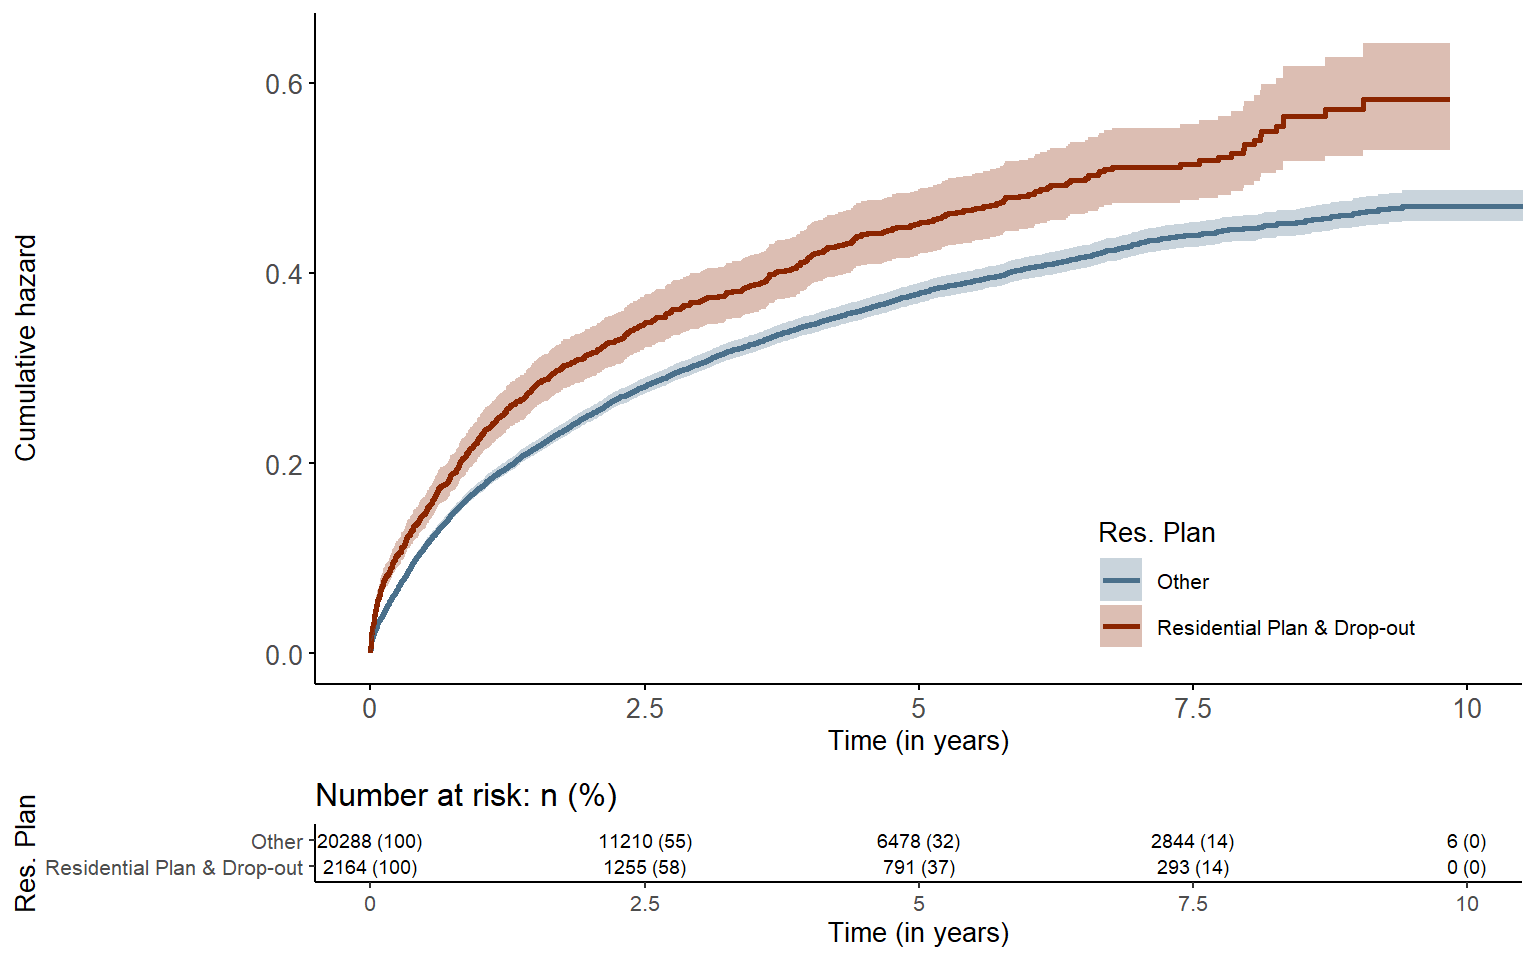 Cumulative hazard
0.6
0.4
0.2
0.0
Res. Plan
Other
Residential Plan & Drop-out
0 2.5 5 7.5 10
Time (in years)
Number at risk: n (%)
Res. Plan
Other 20288 (100) 11210 (55) 6478 (32) 2844 (14) 6 (0)
Residential Plan & Drop-out 2164 (100) 1255 (58) 791 (37) 293 (14) 0 (0)
0 2.5 5 7.5 10
Time (in years)